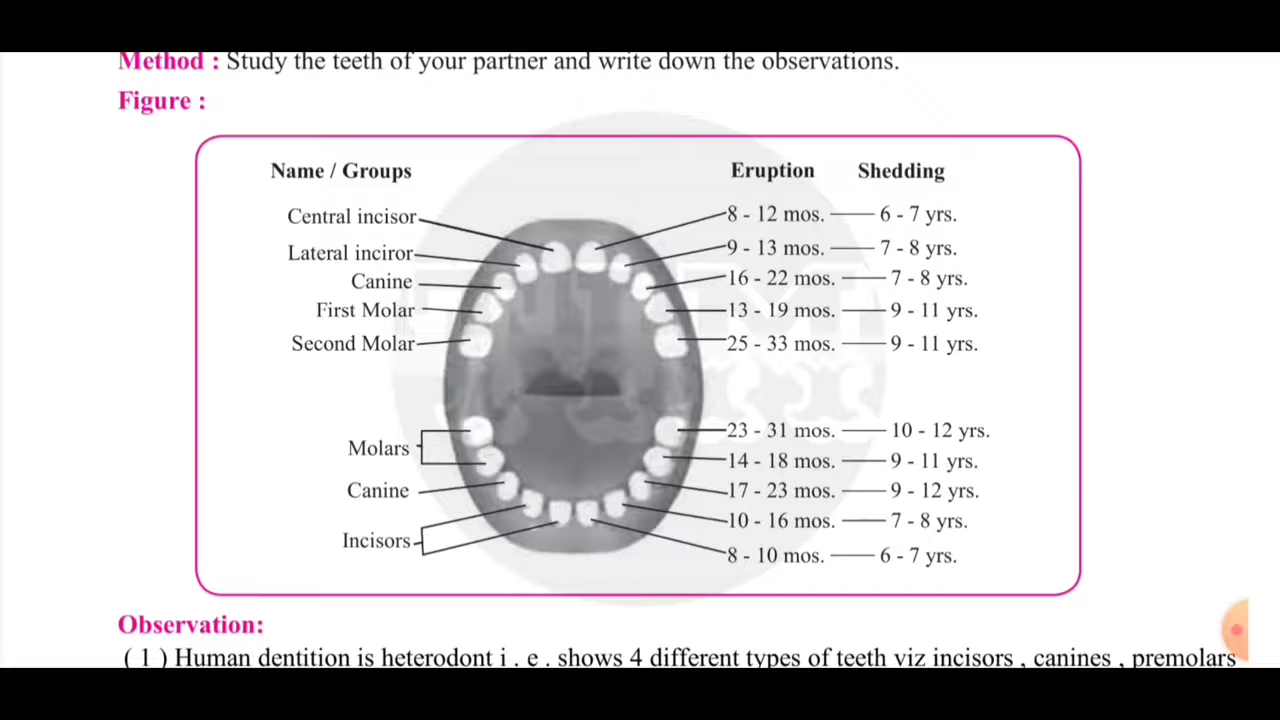 Method : Study the teeth of your partner and write down the observations.
Figure :
Name / Groups Eruption Shedding
Central incisor 8 - 12 mos. 6 - 7 yrs.
Lateral inciror 9 - 13 mos. 7 - 8 yrs.
Canine 16 - 22 mos. 7 - 8 yrs.
First Molar 13 - 19 mos. 9 - 11 yrs.
Second Molar 25 - 33 mos. 9 - 11 yrs.
Molars 23 - 31 mos. 10 - 12 yrs.
14 - 18 mos. 9 - 11 yrs.
Canine 17 - 23 mos. 9 - 12 yrs.
Incisors 10 - 16 mos. 7 - 8 yrs.
8 - 10 mos. 6 - 7 yrs.
Observation:
( 1 ) Human dentition is heterodont i . e . shows 4 different types of teeth viz incisors , canines , premolars